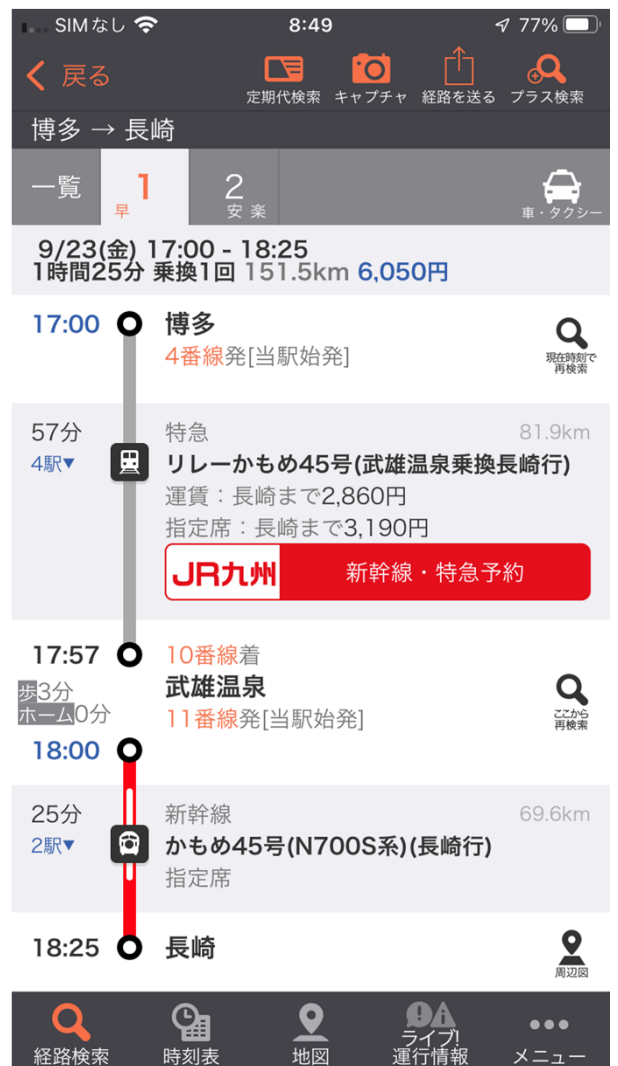 SIMなし 8:49 77%
戻る 定期代検索 キャプチャ 経路を送る プラス検索
博多 → 長崎
一覧 1 早 2 安 楽 車・タクシー
9/23(金) 17:00 - 18:25
1時間25分 乗換1回 151.5km 6,050円
17:00 博多
4番線発[当駅始発]
現在時刻で
再検索
57分 特急 81.9km
4駅▼ リレーかもめ45号(武雄温泉乗換長崎行)
運賃：長崎まで2,860円
指定席：長崎まで3,190円
JR九州 新幹線・特急予約
17:57 10番線着
歩3分 武雄温泉
ホーム0分 11番線発[当駅始発]
ここから
再検索
18:00
25分 新幹線 69.6km
2駅▼ かもめ45号(N700S系)(長崎行)
指定席
18:25 長崎
周辺図
経路検索 時刻表 地図 ライブ!
運行情報 メニュー